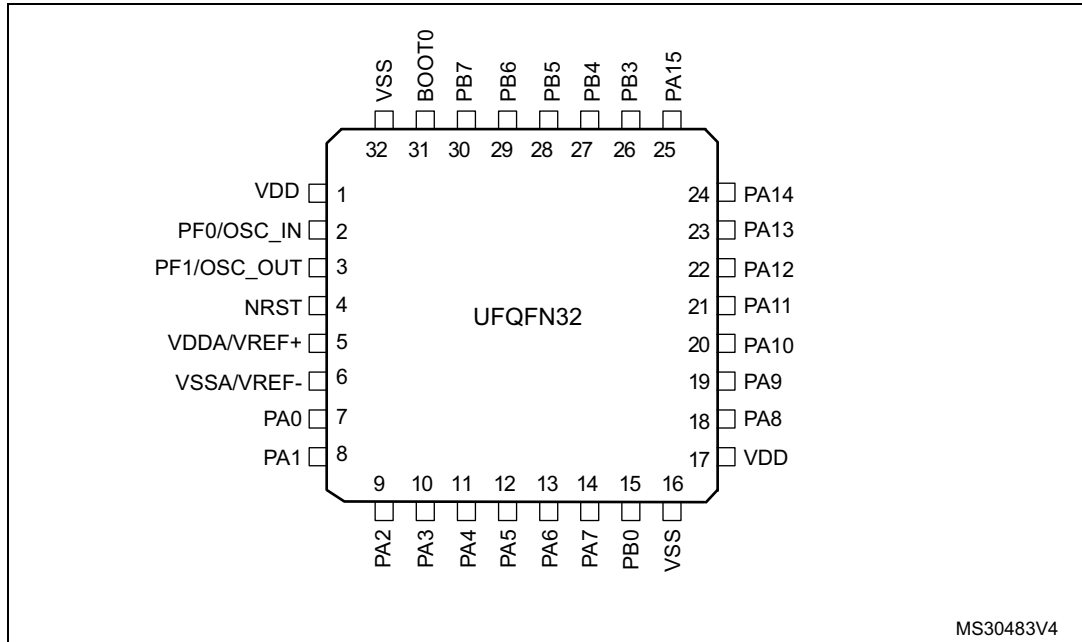 VSS
BOOT0
PB7
PB6
PB5
PB4
PB3
PA15
32 31 30 29 28 27 26 25
VDD 1
PF0/OSC_IN 2
PF1/OSC_OUT 3
NRST 4
VDDA/VREF+ 5
VSSA/VREF- 6
PA0 7
PA1 8
UFQFN32
24 PA14
23 PA13
22 PA12
21 PA11
20 PA10
19 PA9
18 PA8
17 VDD
9 10 11 12 13 14 15 16
PA2
PA3
PA4
PA5
PA6
PA7
PB0
VSS
MS30483V4